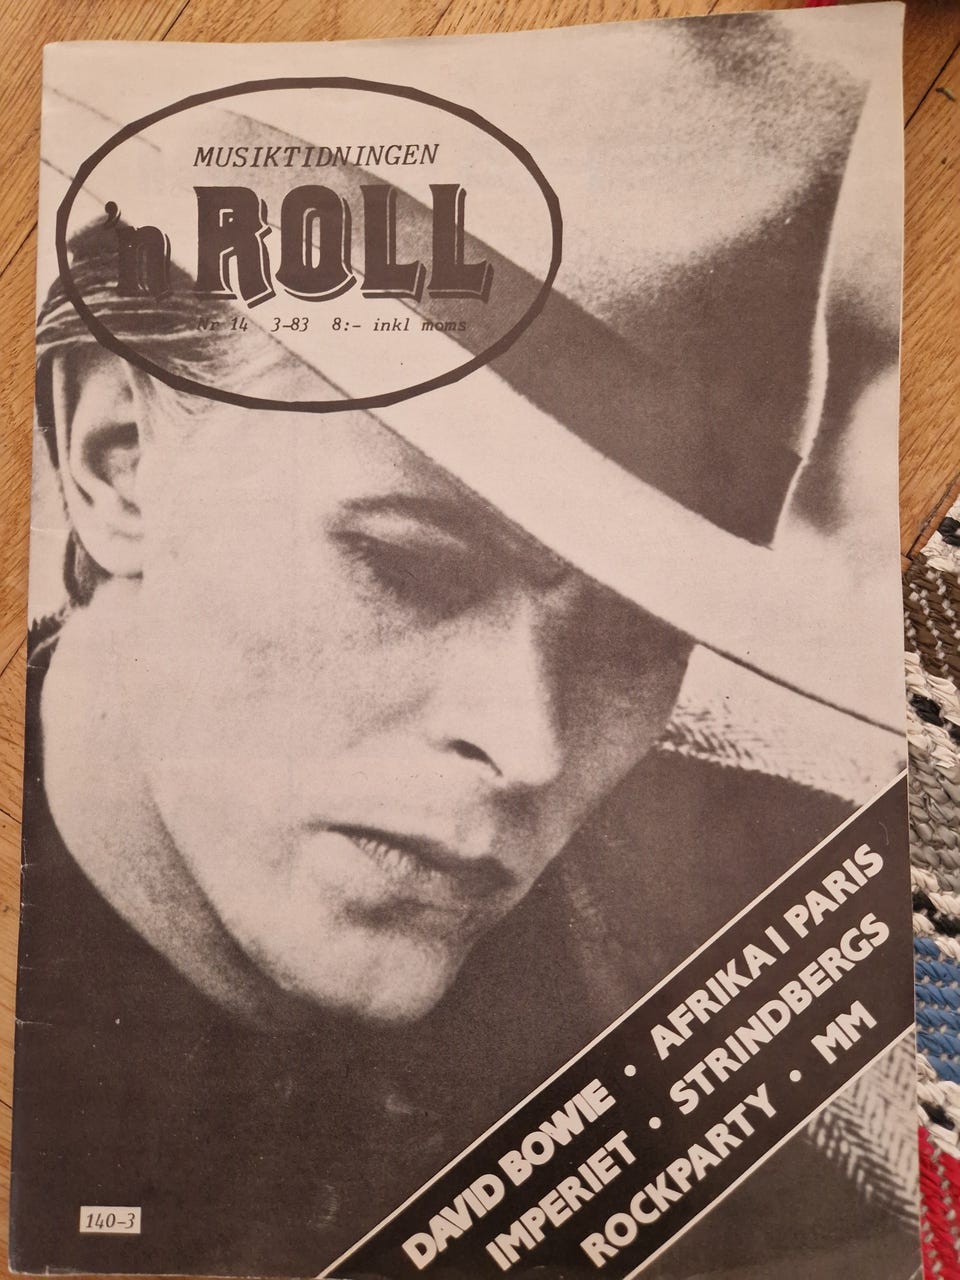 MUSIKTIDNINGEN
'n ROLL
Nr 14 3-83 8:- inkl moms
DAVID BOWIE • AFRIKA I PARIS
IMPERIET • STRINDBERGS
ROCKPARTY • MM
140-3